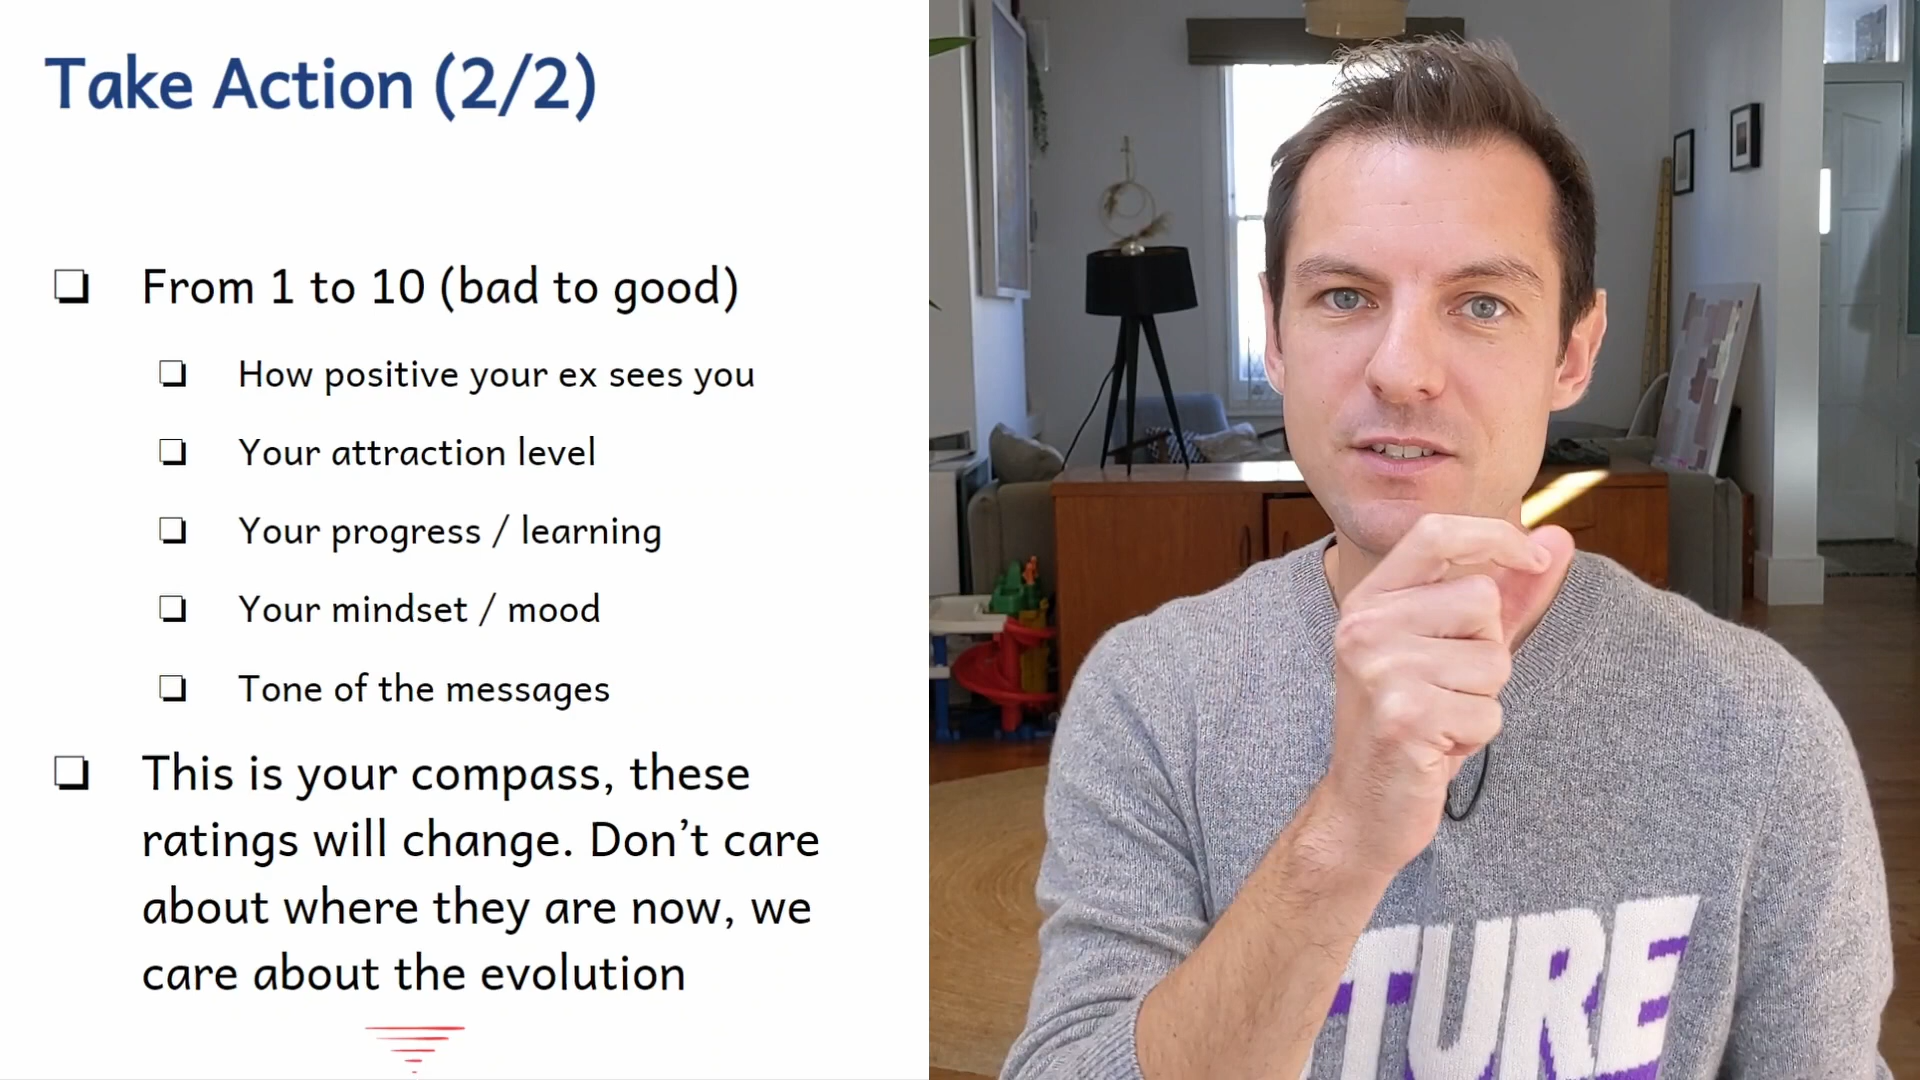 Take Action (2/2)
From 1 to 10 (bad to good)
How positive your ex sees you
Your attraction level
Your progress / learning
Your mindset / mood
Tone of the messages
This is your compass, these
ratings will change. Don’t care
about where they are now, we
care about the evolution
TURE